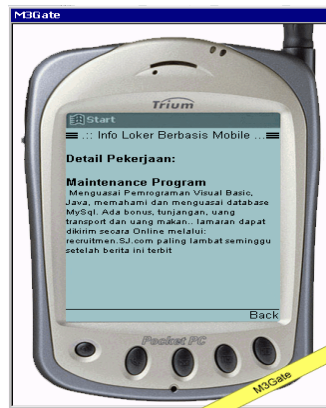 M3Gate
Trium
Start
.:: Info Loker Berbasis Mobile ...
Detail Pekerjaan:
Maintenance Program
Menguasai Pemrograman Visual Basic,
Java, memahami dan menguasai database
MySql. Ada bonus, tunjangan, uang
transport dan uang makan.. lamaran dapat
dikirim secara Online melalui:
recruitmen.SJ.com paling lambat seminggu
setelah berita ini terbit
Back
Pocket PC
M3Gate